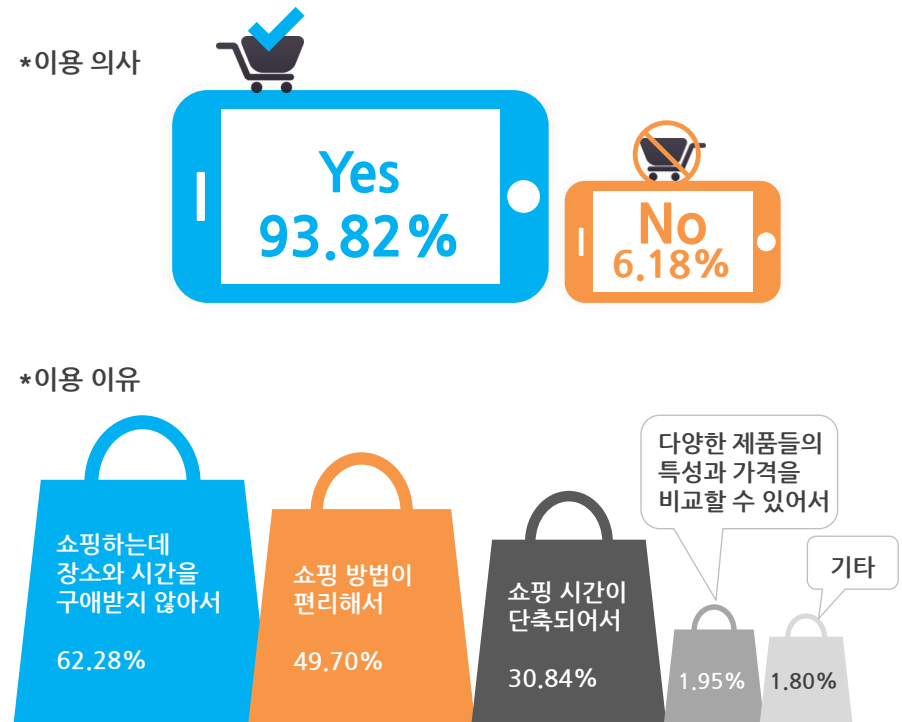 *이용 의사
Yes
93.82%
No
6.18%
*이용 이유
쇼핑하는데
장소와 시간을
구애받지 않아서
62.28%
쇼핑 방법이
편리해서
49.70%
쇼핑 시간이
단축되어서
30.84%
다양한 제품들의
특성과 가격을
비교할 수 있어서
1.95%
기타
1.80%